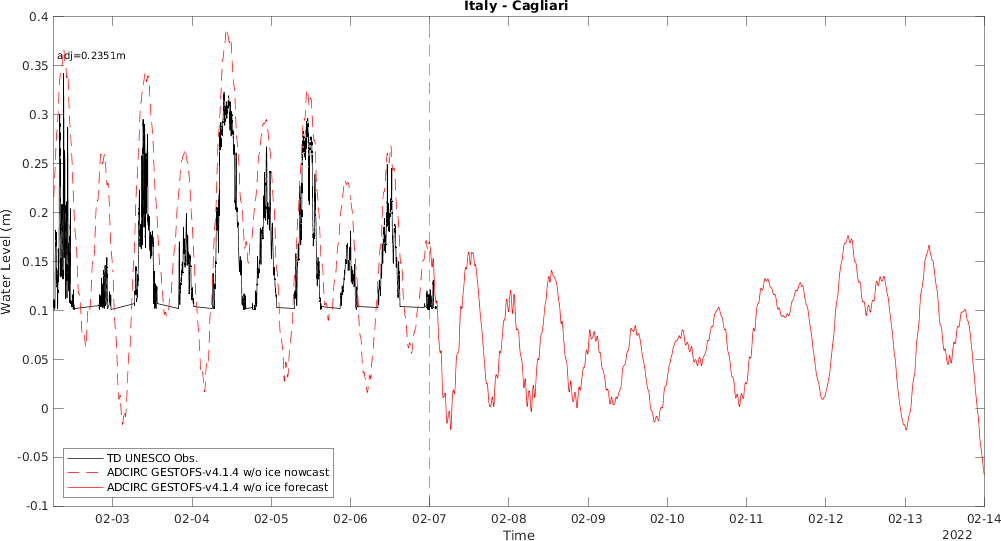 Italy - Cagliari
adj=0.2351m
0.4
0.35
0.3
0.25
0.2
0.15
0.1
0.05
0
-0.05
-0.1
Water Level (m)
TD UNESCO Obs.
ADCIRC GESTOFS-v4.1.4 w/o ice nowcast
ADCIRC GESTOFS-v4.1.4 w/o ice forecast
02-03 02-04 02-05 02-06 02-07 02-08 02-09 02-10 02-11 02-12 02-13 02-14
Time
2022